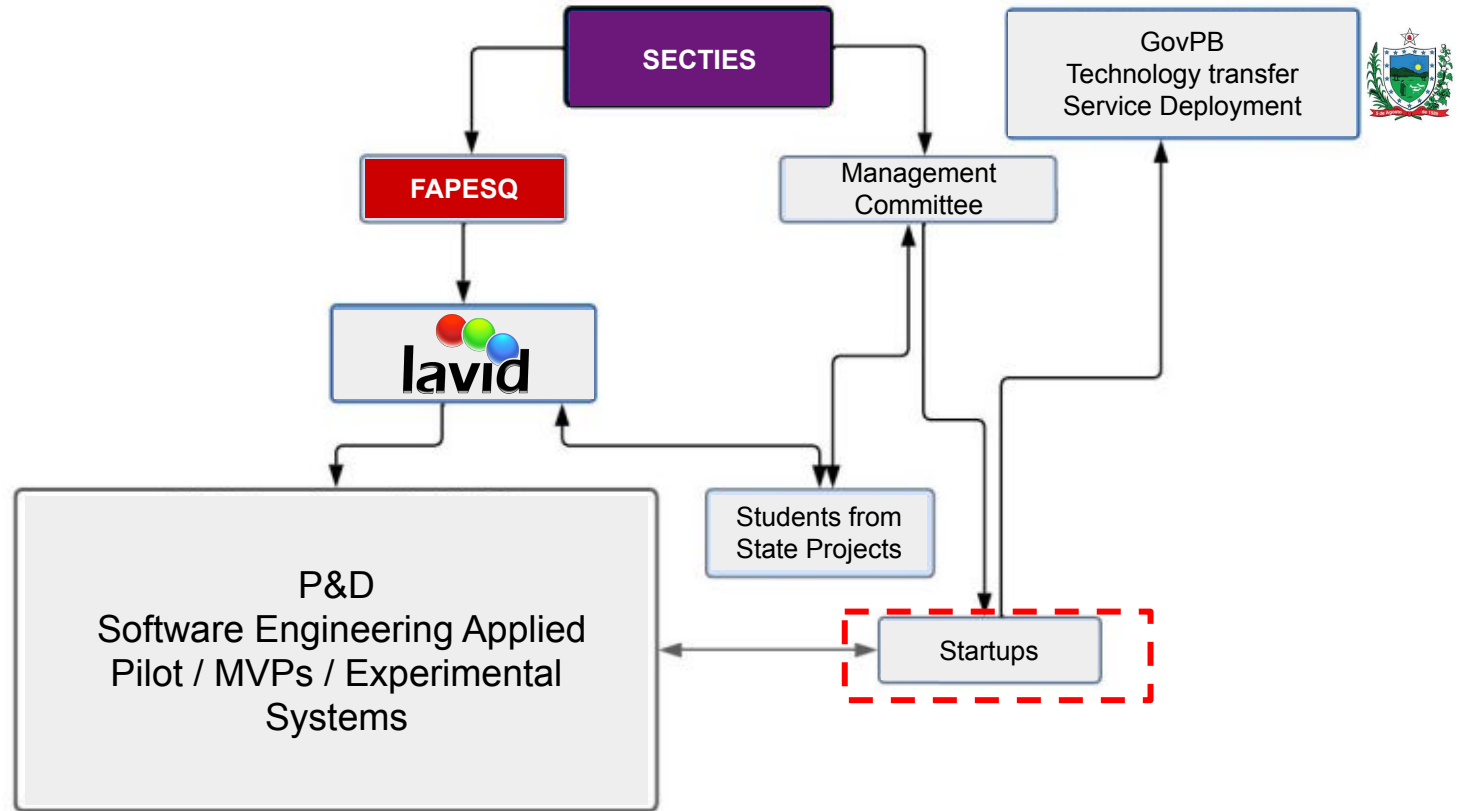 SECTIES
GovPB
Technology transfer
Service Deployment
FAPESQ
Management
Committee
lavid
Students from
State Projects
P&D
Software Engineering Applied
Pilot / MVPs / Experimental
Systems
Startups